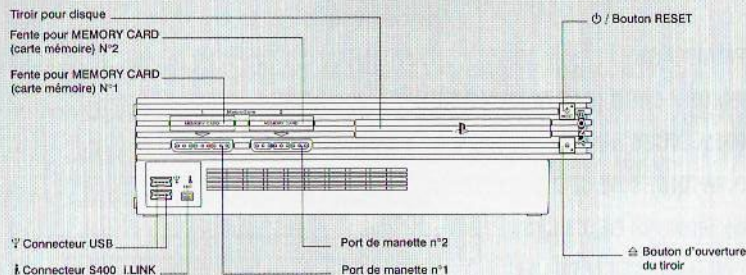 Tiroir pour disque
Fente pour MEMORY CARD
(carte mémoire) N°2
Fente pour MEMORY CARD
(carte mémoire) N°1
⏻ / Bouton RESET
1
2
MEMORY CARD
MEMORY CARD
Connecteur USB
Connecteur S400 i.LINK
Port de manette n°2
Port de manette n°1
≙ Bouton d'ouverture
du tiroir